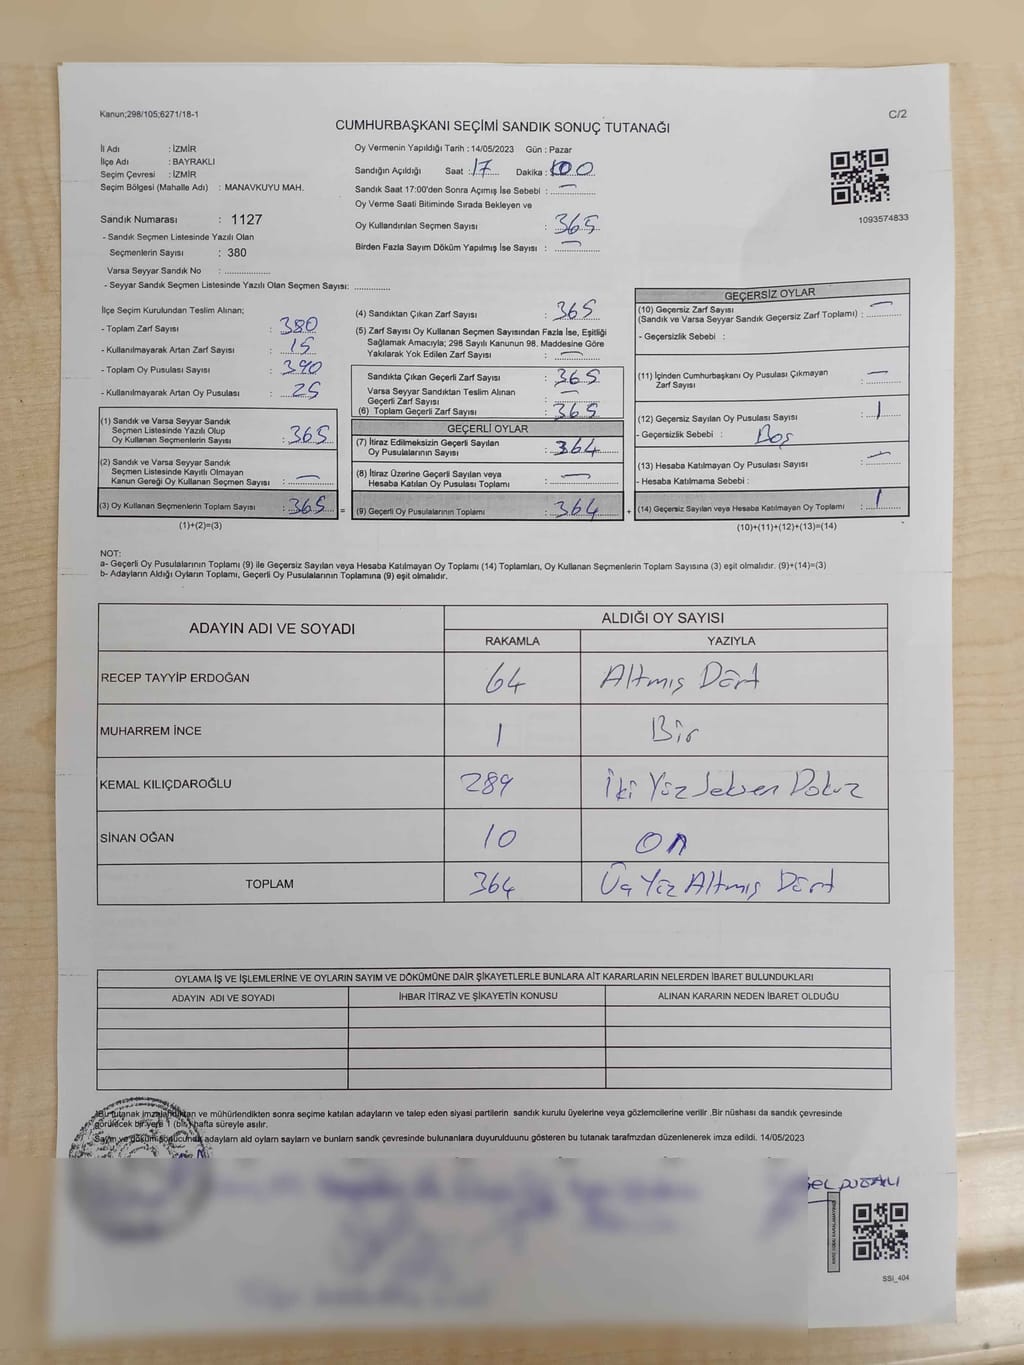 Kanun;298/105;6271/18-1
C/2
CUMHURBAŞKANI SEÇİMİ SANDIK SONUÇ TUTANAĞI
İl Adı : İZMİR
İlçe Adı : BAYRAKLI
Seçim Çevresi : İZMİR
Seçim Bölgesi (Mahalle Adı) : MANAVKUYU MAH.
Sandık Numarası : 1127
- Sandık Seçmen Listesinde Yazılı Olan
Seçmenlerin Sayısı : 380
Varsa Seyyar Sandık No : ...............
- Seyyar Sandık Seçmen Listesinde Yazılı Olan Seçmen Sayısı: ............
Oy Vermenin Yapıldığı Tarih : 14/05/2023 Gün : Pazar
Sandığın Açıldığı Saat : 17 Dakika : 00
Sandık Saat 17:00'den Sonra Açımış İse Sebebi : —
Oy Verme Saati Bitiminde Sırada Bekleyen ve
Oy Kullandırılan Seçmen Sayısı : 365
Birden Fazla Sayım Döküm Yapılmış İse Sayısı : —
1093574833
İlçe Seçim Kurulundan Teslim Alınan;
- Toplam Zarf Sayısı : 380
- Kullanılmayarak Artan Zarf Sayısı : 15
- Toplam Oy Pusulası Sayısı : 390
- Kullanılmayarak Artan Oy Pusulası : 25
(1) Sandık ve Varsa Seyyar Sandık
Seçmen Listesinde Yazılı Olup
Oy Kullanan Seçmenlerin Sayısı : 365
(2) Sandık ve Varsa Seyyar Sandık
Seçmen Listesinde Kayıtlı Olmayan
Kanun Gereği Oy Kullanan Seçmen Sayısı : —
(3) Oy Kullanan Seçmenlerin Toplam Sayısı : 365
(1)+(2)=(3)
(4) Sandıktan Çıkan Zarf Sayısı : 365
(5) Zarf Sayısı Oy Kullanan Seçmen Sayısından Fazla İse, Eşitliği
Sağlamak Amacıyla; 298 Sayılı Kanunun 98. Maddesine Göre
Yakılarak Yok Edilen Zarf Sayısı : —
Sandıkta Çıkan Geçerli Zarf Sayısı : 365
Varsa Seyyar Sandıktan Teslim Alınan
Geçerli Zarf Sayısı : —
(6) Toplam Geçerli Zarf Sayısı : 365
GEÇERLİ OYLAR
(7) İtiraz Edilmeksizin Geçerli Sayılan
Oy Pusulalarının Sayısı : 364
(8) İtiraz Üzerine Geçerli Sayılan veya
Hesaba Katılan Oy Pusulası Toplamı : —
= (9) Geçerli Oy Pusulalarının Toplamı : 364
GEÇERSİZ OYLAR
(10) Geçersiz Zarf Sayısı
(Sandık ve Varsa Seyyar Sandık Geçersiz Zarf Toplamı) : —
- Geçersizlik Sebebi :
(11) İçinden Cumhurbaşkanı Oy Pusulası Çıkmayan
Zarf Sayısı : —
(12) Geçersiz Sayılan Oy Pusulası Sayısı : 1
- Geçersizlik Sebebi : Boş
(13) Hesaba Katılmayan Oy Pusulası Sayısı : —
- Hesaba Katılmama Sebebi :
+ (14) Geçersiz Sayılan veya Hesaba Katılmayan Oy Toplamı : 1
(10)+(11)+(12)+(13)=(14)
NOT:
a- Geçerli Oy Pusulalarının Toplamı (9) ile Geçersiz Sayılan veya Hesaba Katılmayan Oy Toplamı (14) Toplamları, Oy Kullanan Seçmenlerin Toplam Sayısına (3) eşit olmalıdır. (9)+(14)=(3)
b- Adayların Aldığı Oyların Toplamı, Geçerli Oy Pusulalarının Toplamına (9) eşit olmalıdır.
ADAYIN ADI VE SOYADI ALDIĞI OY SAYISI
RAKAMLA YAZIYLA
RECEP TAYYİP ERDOĞAN 64 Altmış Dört
MUHARREM İNCE 1 Bir
KEMAL KILIÇDAROĞLU 289 İki Yüz Seksen Dokuz
SİNAN OĞAN 10 On
TOPLAM 364 Üç Yüz Altmış Dört
OYLAMA İŞ VE İŞLEMLERİNE VE OYLARIN SAYIM VE DÖKÜMÜNE DAİR ŞİKAYETLERLE BUNLARA AİT KARARLARIN NELERDEN İBARET BULUNDUKLARI
ADAYIN ADI VE SOYADI İHBAR İTİRAZ VE ŞİKAYETİN KONUSU ALINAN KARARIN NEDEN İBARET OLDUĞU
Bu tutanak imzalandıktan ve mühürlendikten sonra seçime katılan adayların ve talep eden siyasi partilerin sandık kurulu üyelerine veya gözlemcilerine verilir .Bir nüshası da sandık çevresinde
görülecek bir yere 1 (bir) hafta süreyle asılır.
Sayım ve döküm sonucunda adayların ald oylarn saylarn ve bunlarn sandk çevresinde bulunanlara duyurulduunu gösteren bu tutanak tarafmzdan düzenlenerek imza edildi. 14/05/2023
SSI_404